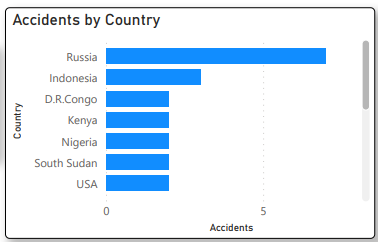 Accidents by Country
Country
Russia
Indonesia
D.R.Congo
Kenya
Nigeria
South Sudan
USA
0 5
Accidents